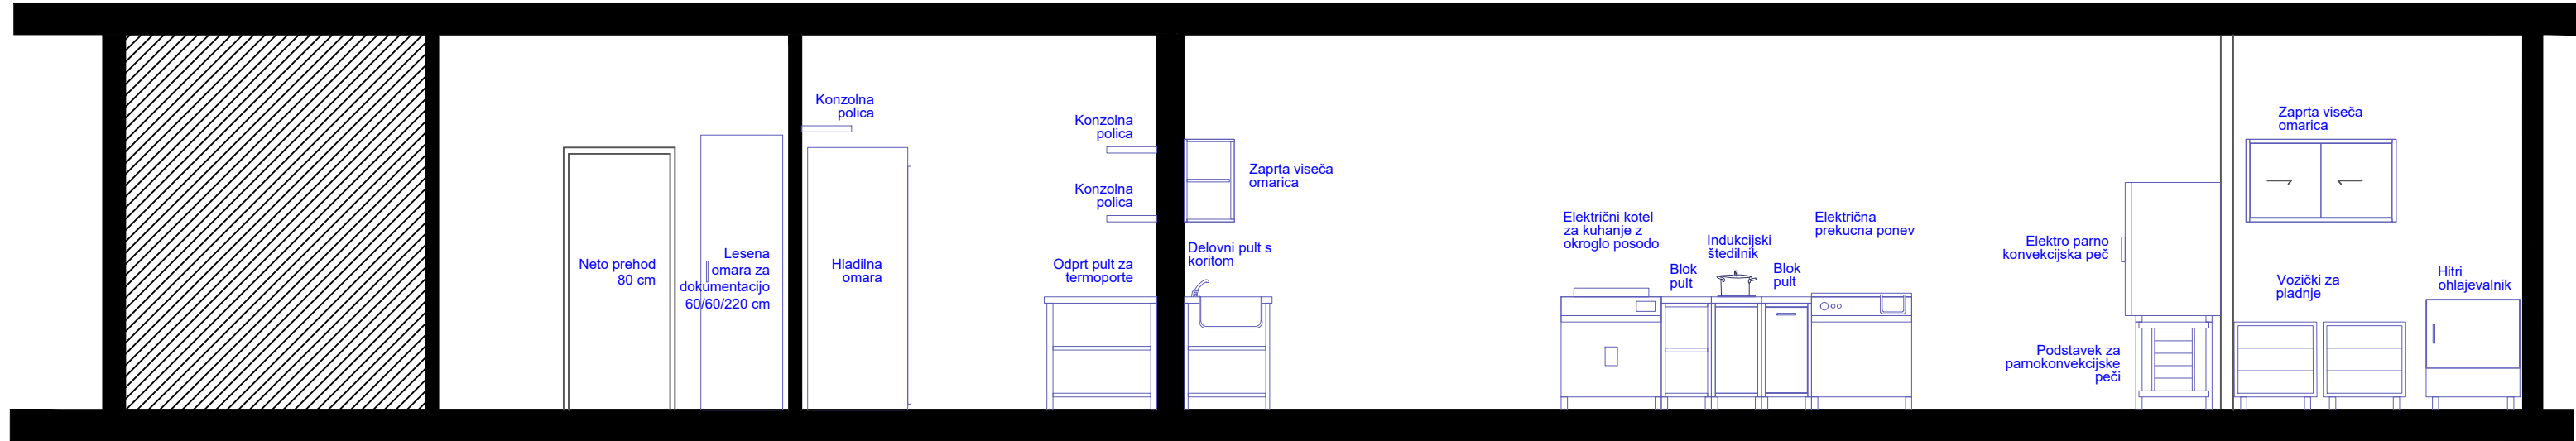 Neto prehod
80 cm
Lesena
omara za
dokumentacijo
60/60/220 cm
Konzolna
polica
Hladilna
omara
Konzolna
polica
Konzolna
polica
Odprt pult za
termoporte
Zaprta viseča
omarica
Delovni pult s
koritom
Električni kotel
za kuhanje z
okroglo posodo
Blok
pult
Indukcijski
štedilnik
Blok
pult
Električna
prekucna ponev
Elektro parno
konvekcijska peč
Podstavek za
parnokonvekcijske
peči
Zaprta viseča
omarica
Vozički za
pladnje
Hitri
ohlajevalnik